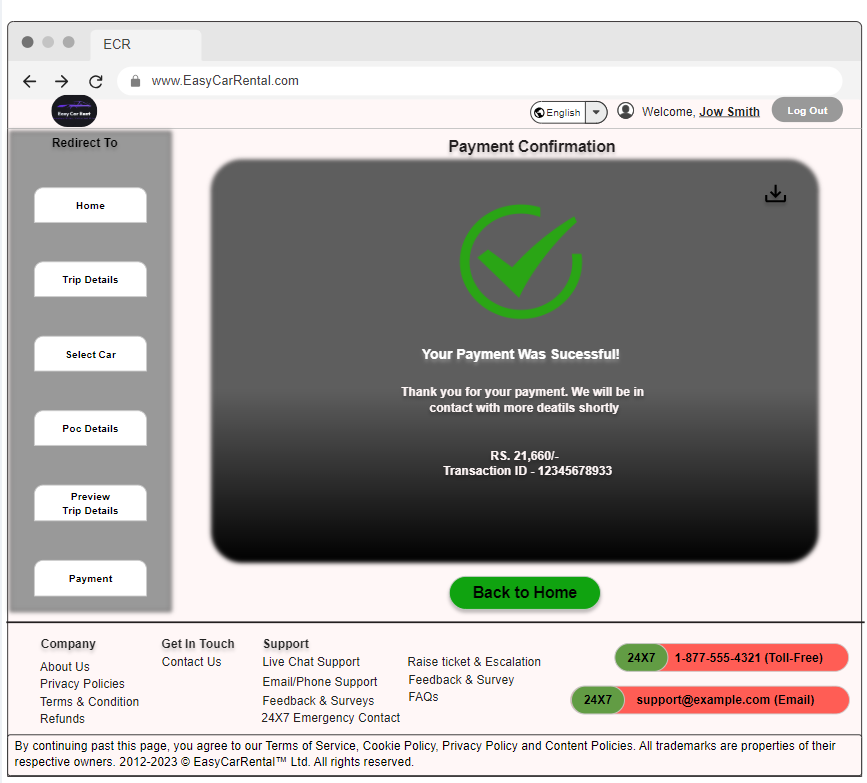 ECR
www.EasyCarRental.com
Easy Car Rent
English
Welcome, Jow Smith
Log Out
Redirect To
Home
Trip Details
Select Car
Poc Details
Preview
Trip Details
Payment
Payment Confirmation
Your Payment Was Sucessful!
Thank you for your payment. We will be in
contact with more deatils shortly
RS. 21,660/-
Transaction ID - 12345678933
Back to Home
Company
About Us
Privacy Policies
Terms & Condition
Refunds
Get In Touch
Contact Us
Support
Live Chat Support
Email/Phone Support
Feedback & Surveys
24X7 Emergency Contact
Raise ticket & Escalation
Feedback & Survey
FAQs
24X7 1-877-555-4321 (Toll-Free)
24X7 support@example.com (Email)
By continuing past this page, you agree to our Terms of Service, Cookie Policy, Privacy Policy and Content Policies. All trademarks are properties of their
respective owners. 2012-2023 © EasyCarRental™ Ltd. All rights reserved.